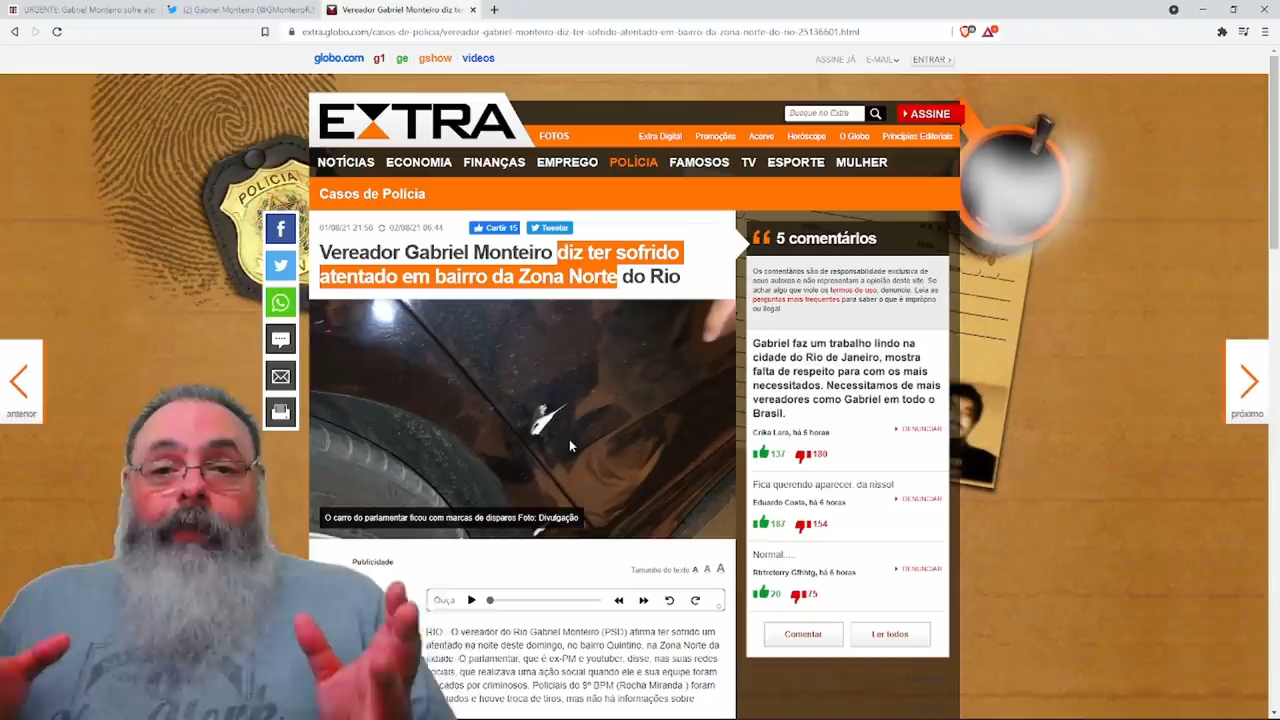 URGENTE: Gabriel Monteiro sofre ate
(2) Gabriel Monteiro (@GMonteiroRJ)
Vereador Gabriel Monteiro diz ter
extra.globo.com/casos-de-policia/vereador-gabriel-monteiro-diz-ter-sofrido-atentado-em-bairro-da-zona-norte-do-rio-25136601.html
globo.com g1 ge gshow videos
ASSINE JÁ E-MAIL ENTRAR
EXTRA
Busque no Extra
ASSINE
FOTOS
Extra Digital Promoções Acervo Horóscopo O Globo Princípios Editoriais
NOTÍCIAS ECONOMIA FINANÇAS EMPREGO POLÍCIA FAMOSOS TV ESPORTE MULHER
POLICIA
Casos de Polícia
01/08/21 21:56 02/08/21 06:44
Curtir 15
Tweetar
Vereador Gabriel Monteiro diz ter sofrido
atentado em bairro da Zona Norte do Rio
O carro do parlamentar ficou com marcas de disparos Foto: Divulgação
Publicidade
Tamanho do texto A A A
Ouça
RIO O vereador do Rio Gabriel Monteiro (PSD) afirma ter sofrido um
atentado na noite deste domingo, no bairro Quintino, na Zona Norte da
cidade. O parlamentar, que é ex-PM e youtuber, disse, nas suas redes
sociais, que realizava uma ação social quando ele e sua equipe foram
por criminosos. Policiais do 9º BPM (Rocha Miranda ) foram
e houve troca de tiros, mas não há informações sobre
5 comentários
Os comentários são de responsabilidade exclusiva de
seus autores e não representam a opinião deste site. Se
achar algo que viole os termos de uso, denuncie. Leia as
perguntas mais frequentes para saber o que é impróprio
ou ilegal
Gabriel faz um trabalho lindo na
cidade do Rio de Janeiro, mostra
falta de respeito para com os mais
necessitados. Necessitamos de mais
vereadores como Gabriel em todo o
Brasil.
Crika Lara, há 5 horas
DENUNCIAR
137 180
Fica querendo aparecer. da nisso!
Eduardo Costa, há 6 horas
DENUNCIAR
187 154
Normal.....
há 6 horas
DENUNCIAR
20 75
Comentar
Ler todos
anterior
próximo